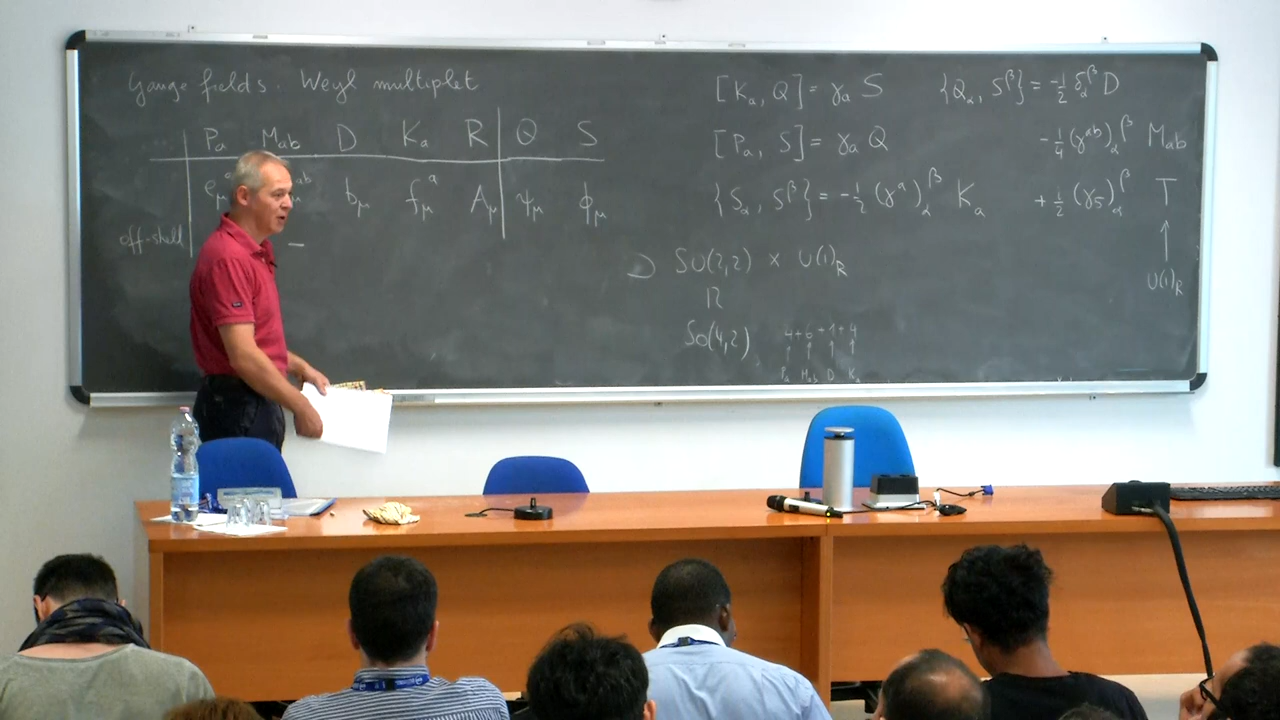 Gauge fields. Weyl multiplet
P_a M_ab D K_a R Q S
e_μ^a ^ab b_μ f_μ^a A_μ ψ_μ ϕ_μ
off-shell –
[K_a, Q] = γ_a S {Q_α, S^β} = -1/2 δ_α^β D
[P_a, S] = γ_a Q -1/4 (γ^ab)_α^β M_ab
{S_α, S^β} = -1/2 (γ^a)_α^β K_a +1/2 (γ_5)_α^β T
↑
⊃ SU(2,2) × U(1)_R U(1)_R
SO(4,2) 4+6+1+4
↑ ↑ ↑ ↑
P_a M_ab D K_a